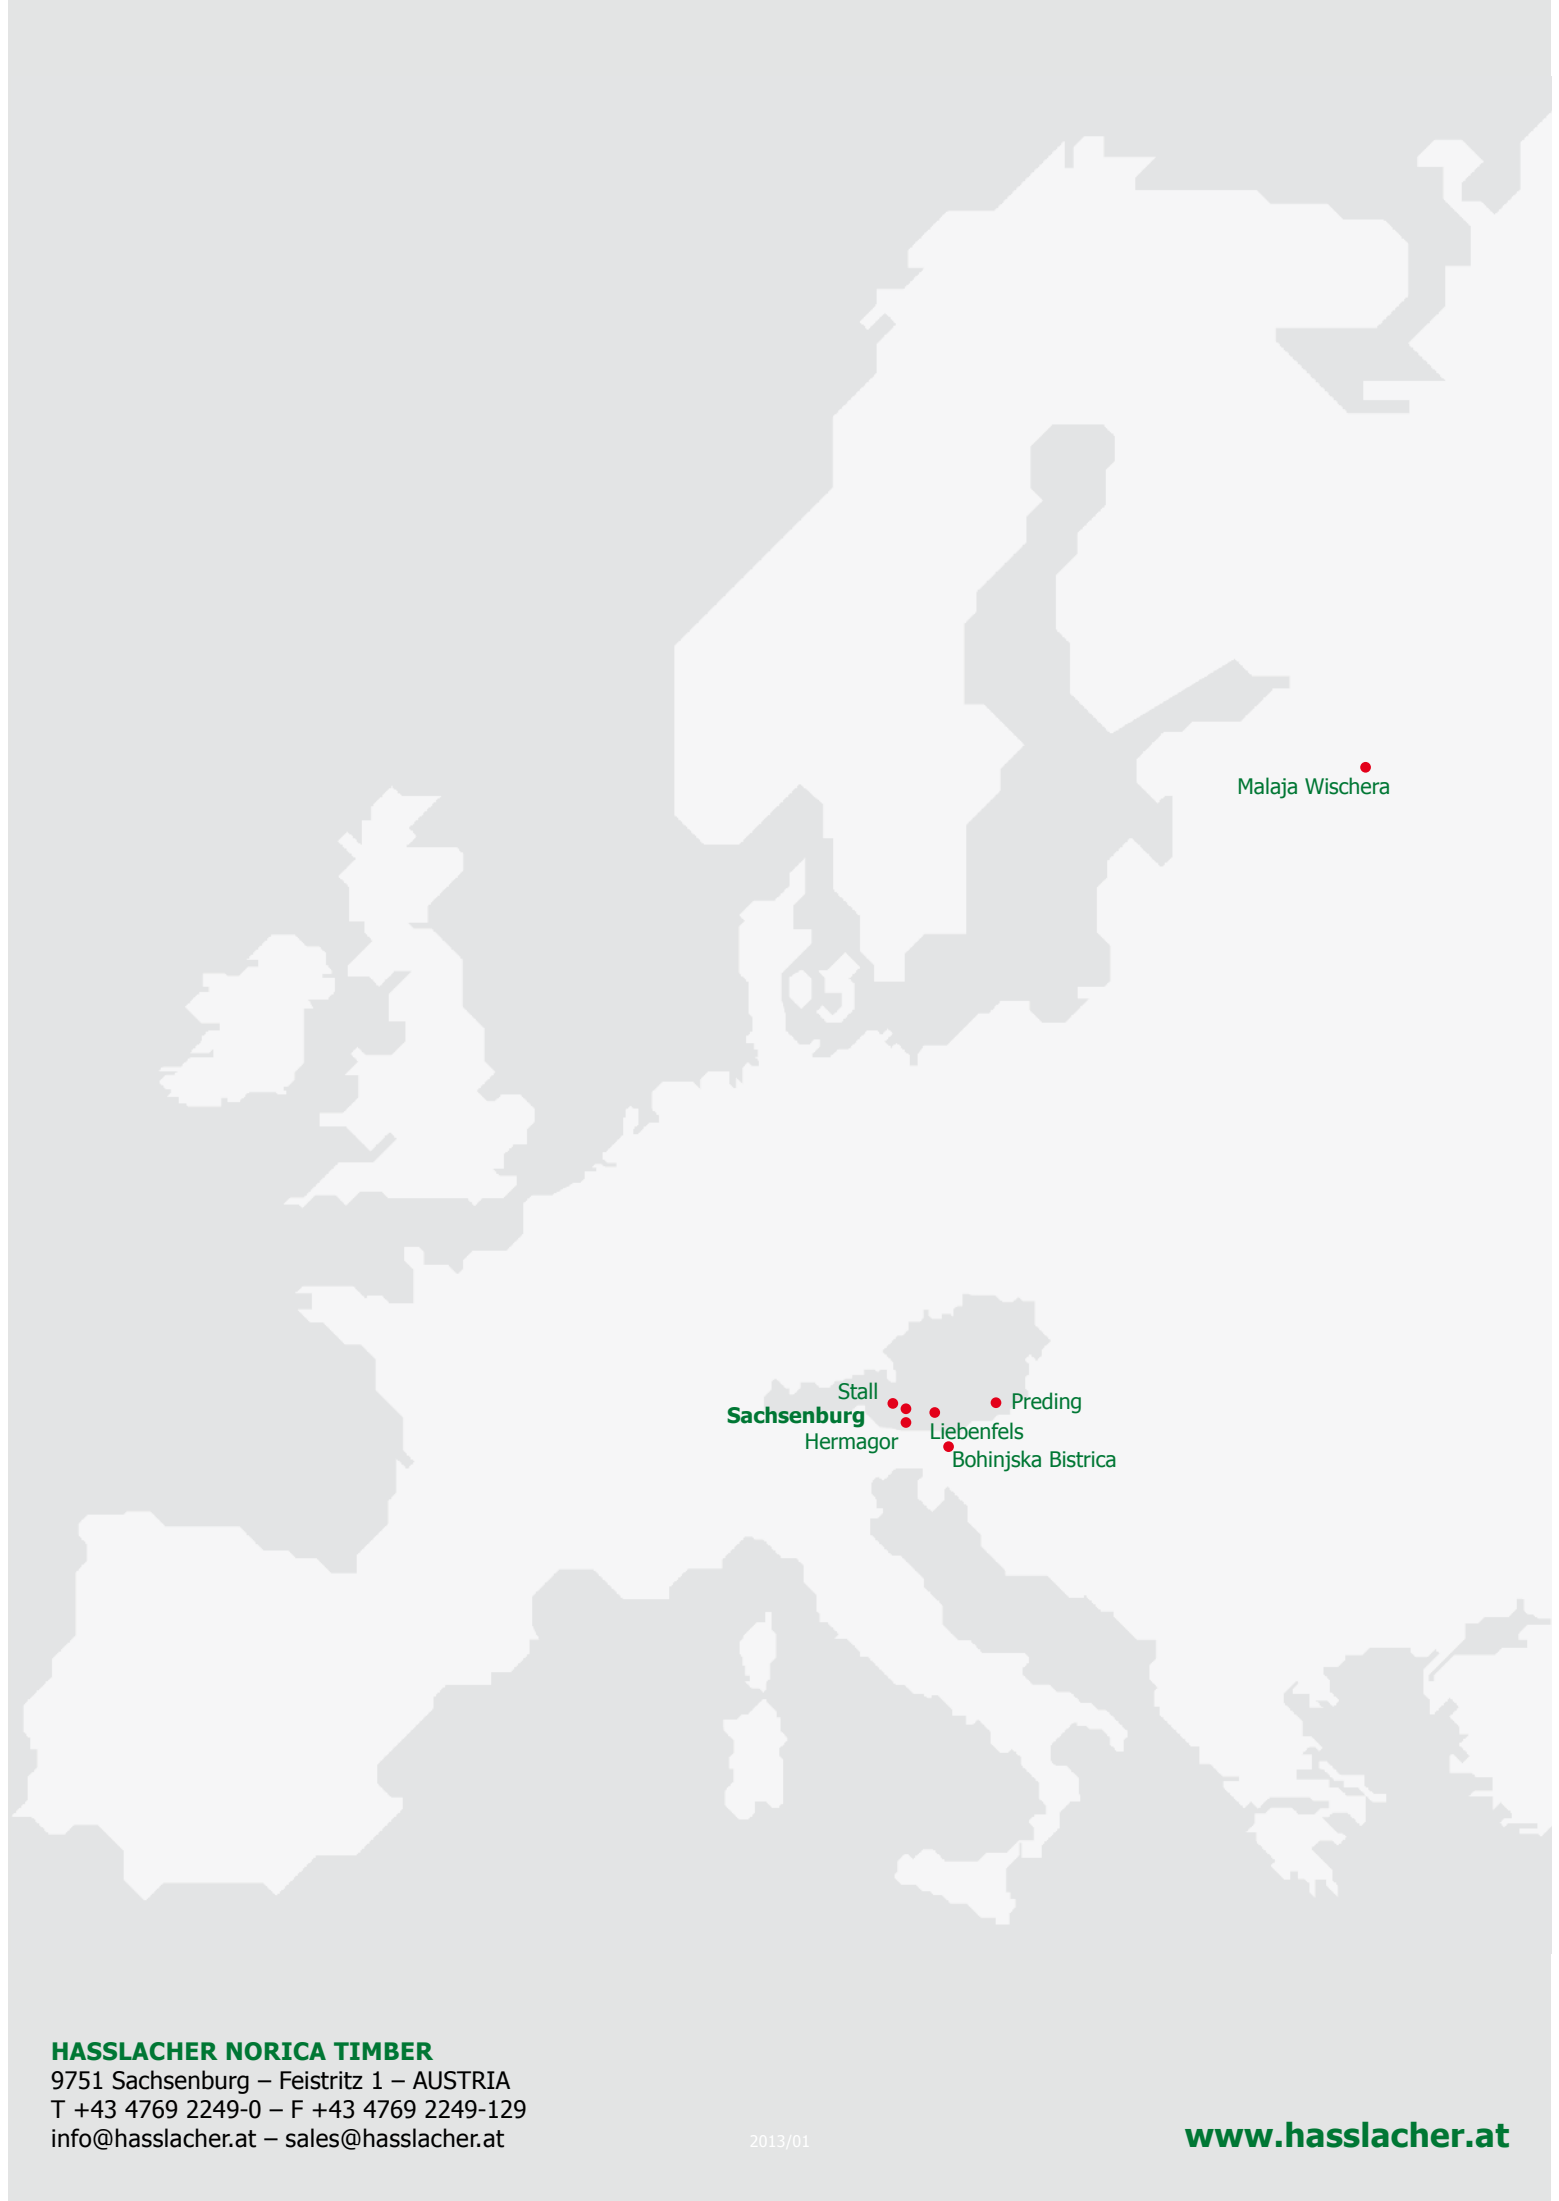 Malaja Wischera
Stall
Preding
Sachsenburg
Liebenfels
Hermagor
Bohinjska Bistrica
HASSLACHER NORICA TIMBER
9751 Sachsenburg – Feistritz 1 – AUSTRIA
T +43 4769 2249-0 – F +43 4769 2249-129
info@hasslacher.at – sales@hasslacher.at
2013/01
www.hasslacher.at